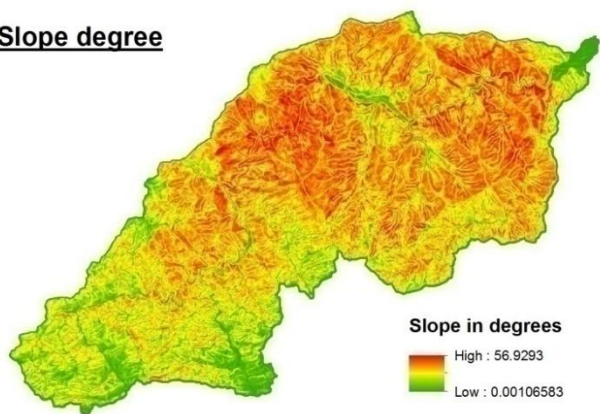 Slope degree
Slope in degrees
High : 56.9293
Low : 0.00106583